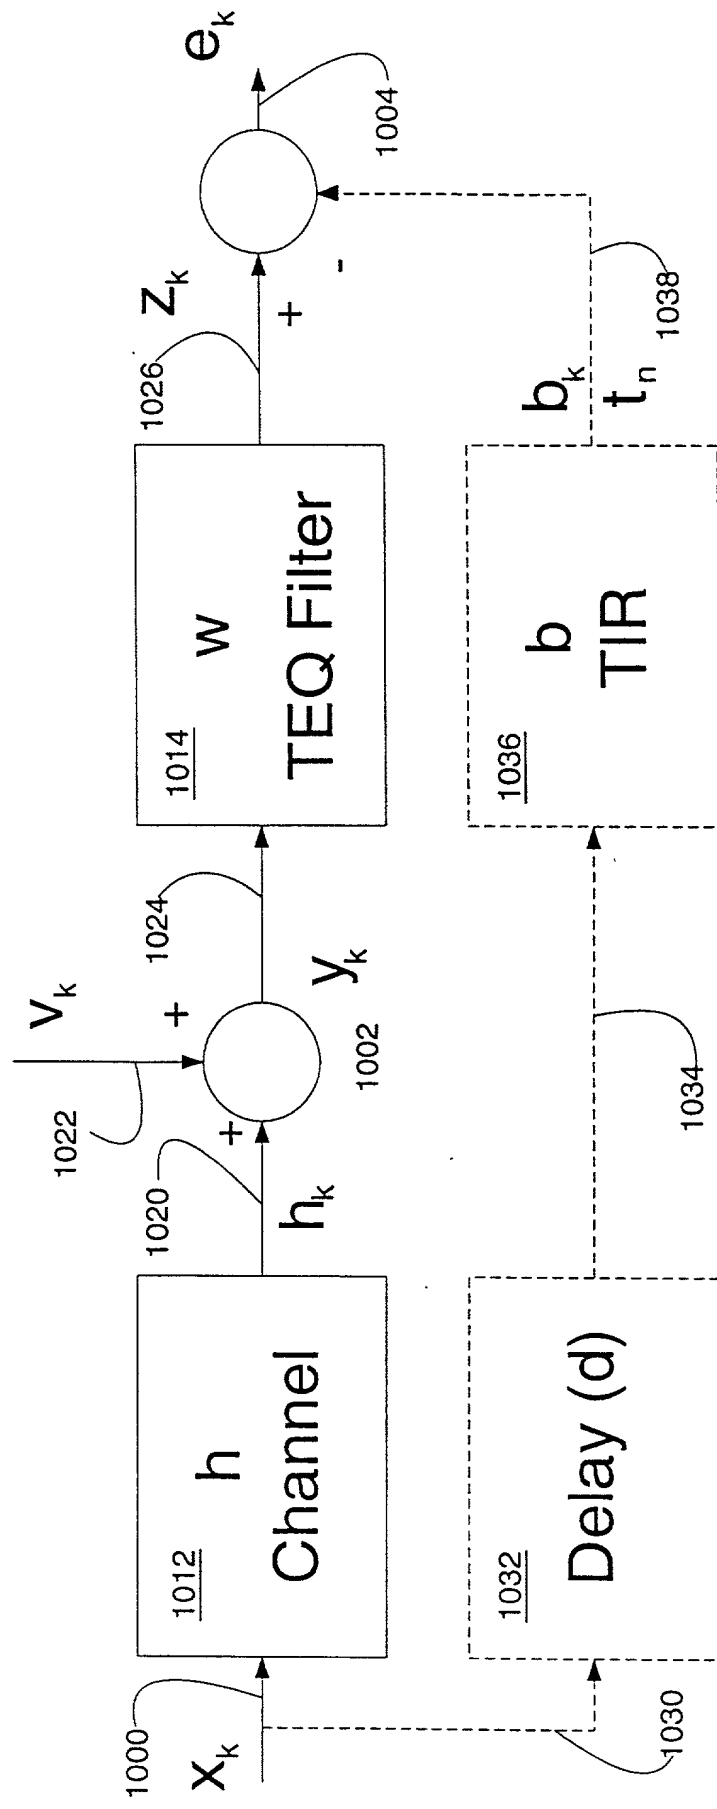 1000
x_k
1012
h
Channel
1020
h_k
1022
v_k
+
+
1002
y_k
1024
1014
w
TEQ Filter
1026
z_k
+
-
e_k
1004
1030
1032
Delay (d)
1034
1036
b
TIR
b_k
t_n
1038